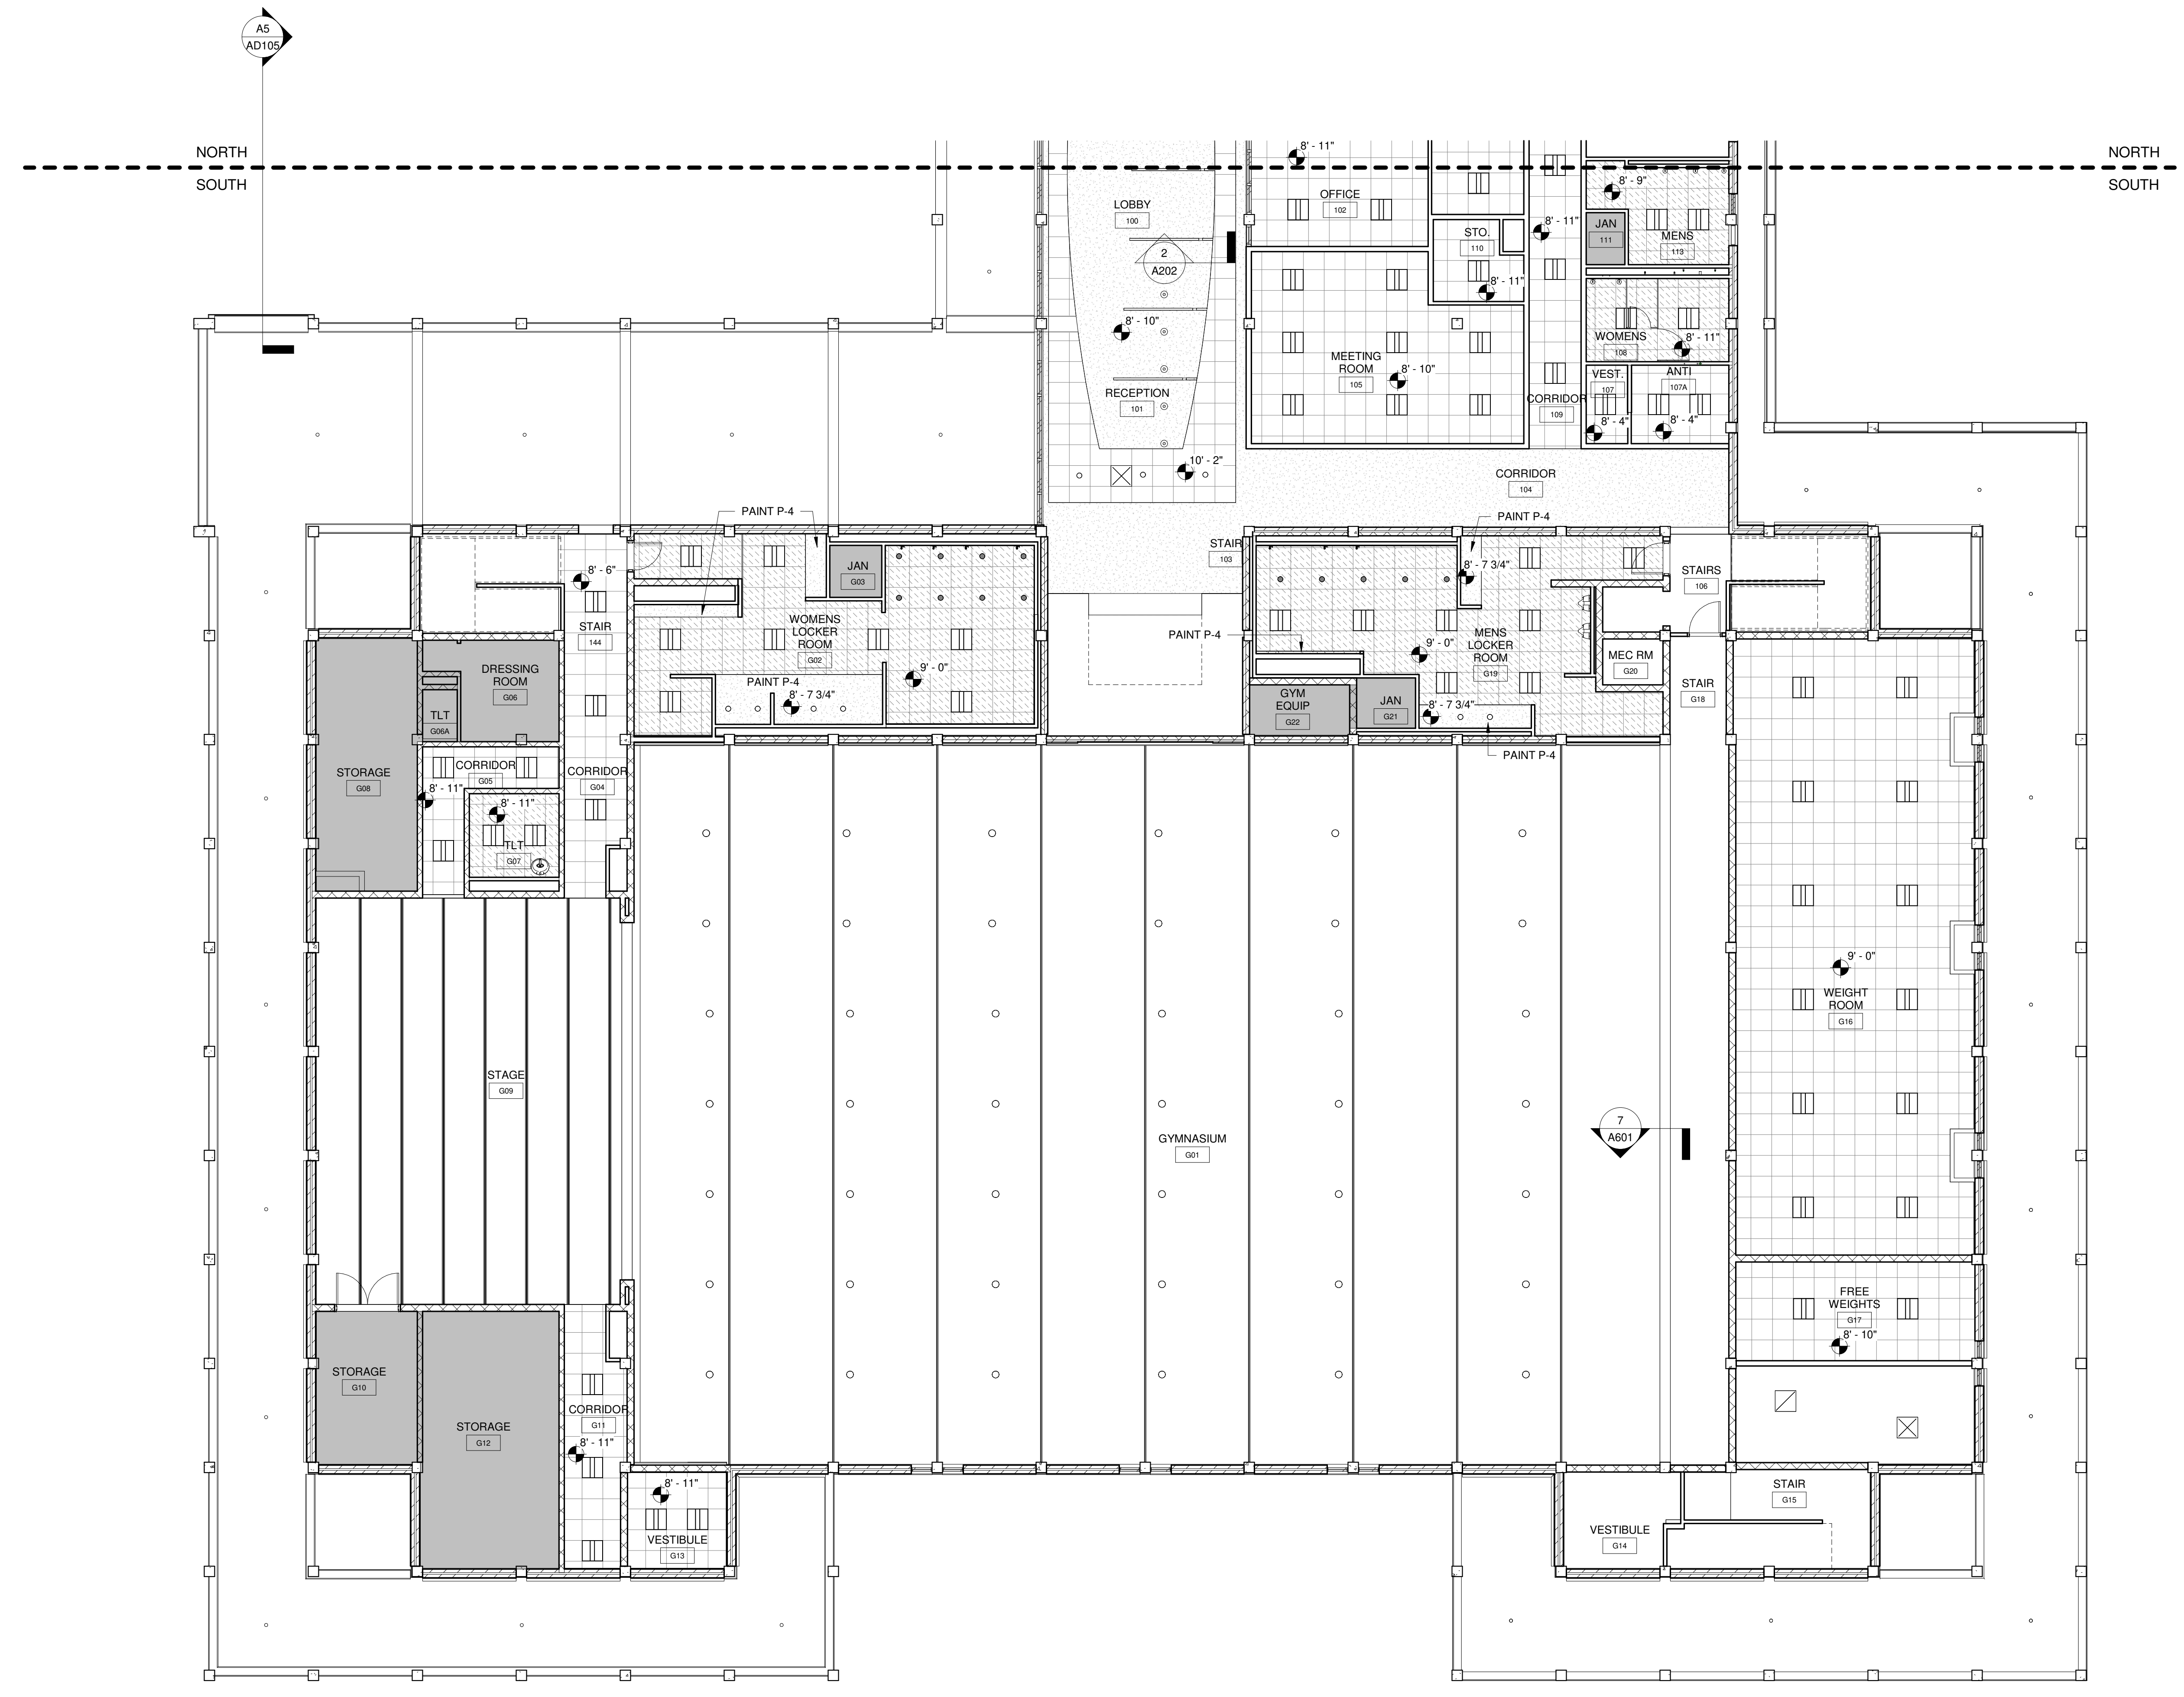 A5
AD105
NORTH
SOUTH
NORTH
SOUTH
8' - 11"
OFFICE
102
LOBBY
100
2
A202
8' - 10"
RECEPTION
101
10' - 2"
STO.
110
8' - 11"
8' - 11"
8' - 9"
JAN
111
MENS
113
WOMENS
108
8' - 11"
MEETING
ROOM
105
8' - 10"
CORRIDOR
109
VEST.
107
8' - 4"
ANTI
107A
8' - 4"
CORRIDOR
104
PAINT P-4
PAINT P-4
STAIR
103
8' - 6"
STAIR
144
JAN
G03
WOMENS
LOCKER
ROOM
G02
9' - 0"
PAINT P-4
8' - 7 3/4"
8' - 7 3/4"
PAINT P-4
9' - 0"
MENS
LOCKER
ROOM
G19
STAIRS
106
MEC RM
G20
STAIR
G18
GYM
EQUIP
G22
JAN
G21
8' - 7 3/4"
PAINT P-4
DRESSING
ROOM
G06
TLT
G06A
STORAGE
G08
CORRIDOR
G05
8' - 11"
8' - 11"
TLT
G07
CORRIDOR
G04
STAGE
G09
GYMNASIUM
G01
7
A601
9' - 0"
WEIGHT
ROOM
G16
FREE
WEIGHTS
G17
8' - 10"
STORAGE
G10
STORAGE
G12
CORRIDOR
G11
8' - 11"
8' - 11"
VESTIBULE
G13
VESTIBULE
G14
STAIR
G15